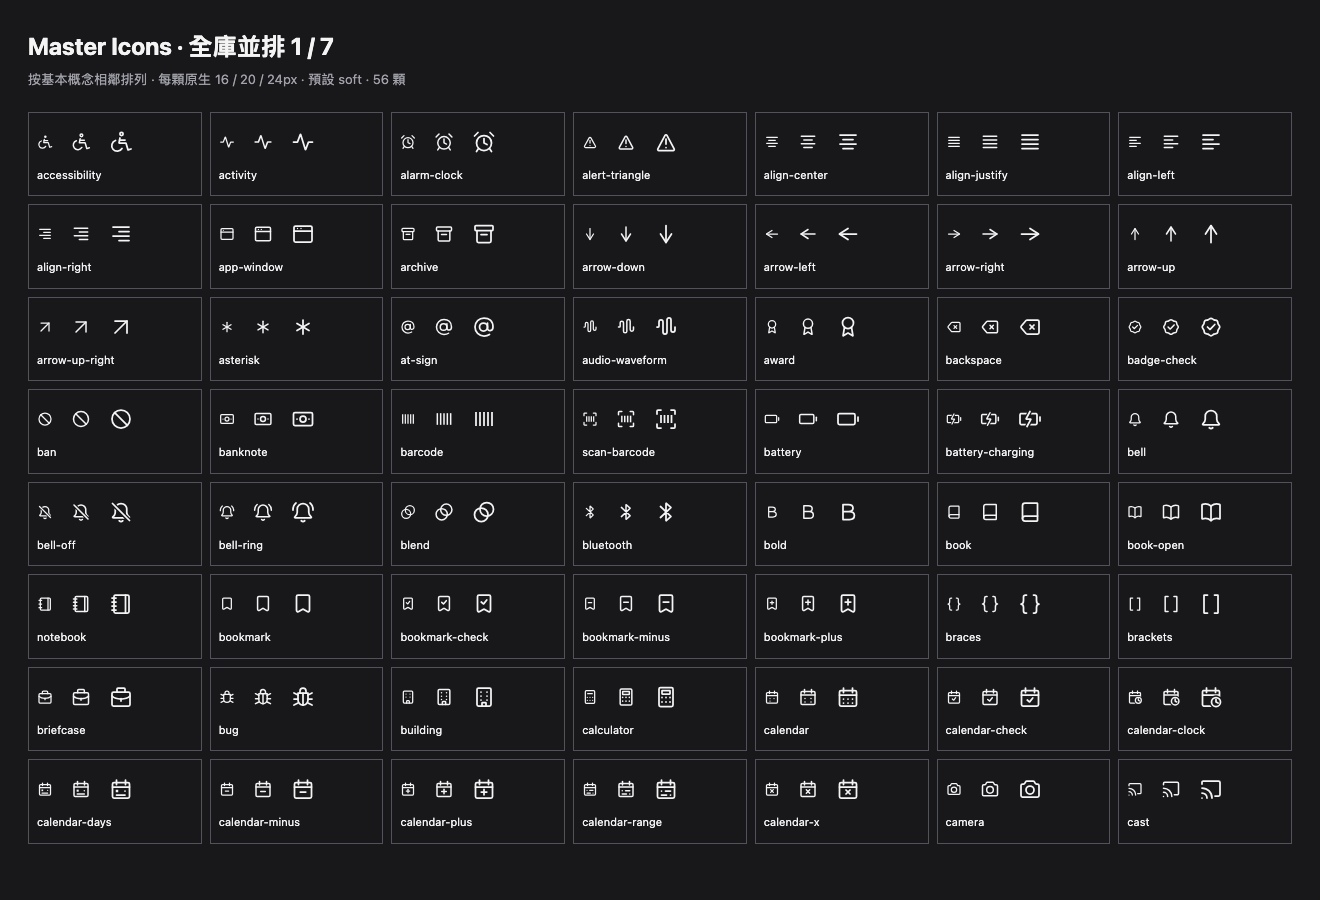 Master Icons · 全庫並排 1 / 7
按基本概念相鄰排列 · 每顆原生 16 / 20 / 24px · 預設 soft · 56 顆
accessibility
activity
alarm-clock
alert-triangle
align-center
align-justify
align-left
align-right
app-window
archive
arrow-down
arrow-left
arrow-right
arrow-up
arrow-up-right
asterisk
at-sign
audio-waveform
award
backspace
badge-check
ban
banknote
barcode
scan-barcode
battery
battery-charging
bell
bell-off
bell-ring
blend
bluetooth
bold
book
book-open
notebook
bookmark
bookmark-check
bookmark-minus
bookmark-plus
braces
brackets
briefcase
bug
building
calculator
calendar
calendar-check
calendar-clock
calendar-days
calendar-minus
calendar-plus
calendar-range
calendar-x
camera
cast